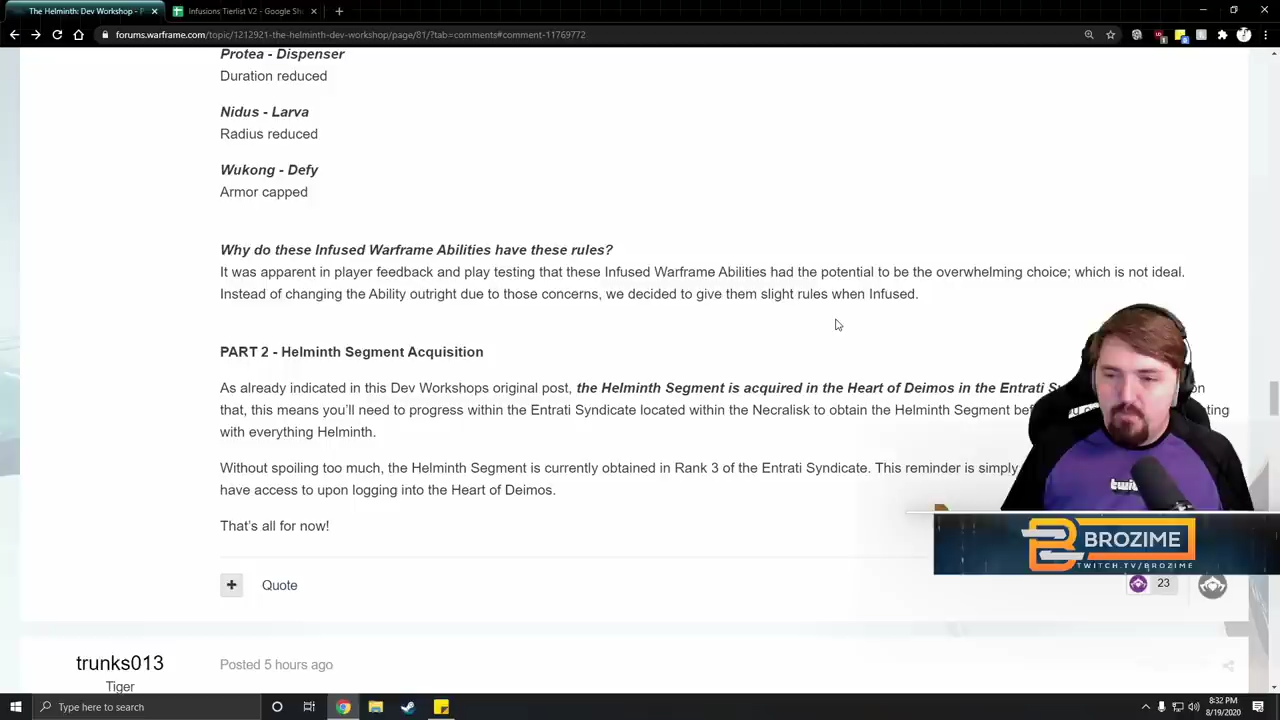 The Helminth: Dev Workshop - P
Infusions Tierlist V2 - Google Sh
forums.warframe.com/topic/1212921-the-helminth-dev-workshop/page/81/?tab=comments#comment-11769772
Protea - Dispenser
Duration reduced
Nidus - Larva
Radius reduced
Wukong - Defy
Armor capped
Why do these Infused Warframe Abilities have these rules?
It was apparent in player feedback and play testing that these Infused Warframe Abilities had the potential to be the overwhelming choice; which is not ideal.
Instead of changing the Ability outright due to those concerns, we decided to give them slight rules when Infused.
PART 2 - Helminth Segment Acquisition
As already indicated in this Dev Workshops original post, the Helminth Segment is acquired in the Heart of Deimos in the Entrati S on
that, this means you'll need to progress within the Entrati Syndicate located within the Necralisk to obtain the Helminth Segment bef ting
with everything Helminth.
Without spoiling too much, the Helminth Segment is currently obtained in Rank 3 of the Entrati Syndicate. This reminder is simply
have access to upon logging into the Heart of Deimos.
That's all for now!
+ Quote
23
twi
BROZIME
TWITCH.TV/BROZIME
trunks013
Posted 5 hours ago
Tiger
Type here to search
8:32 PM
8/19/2020